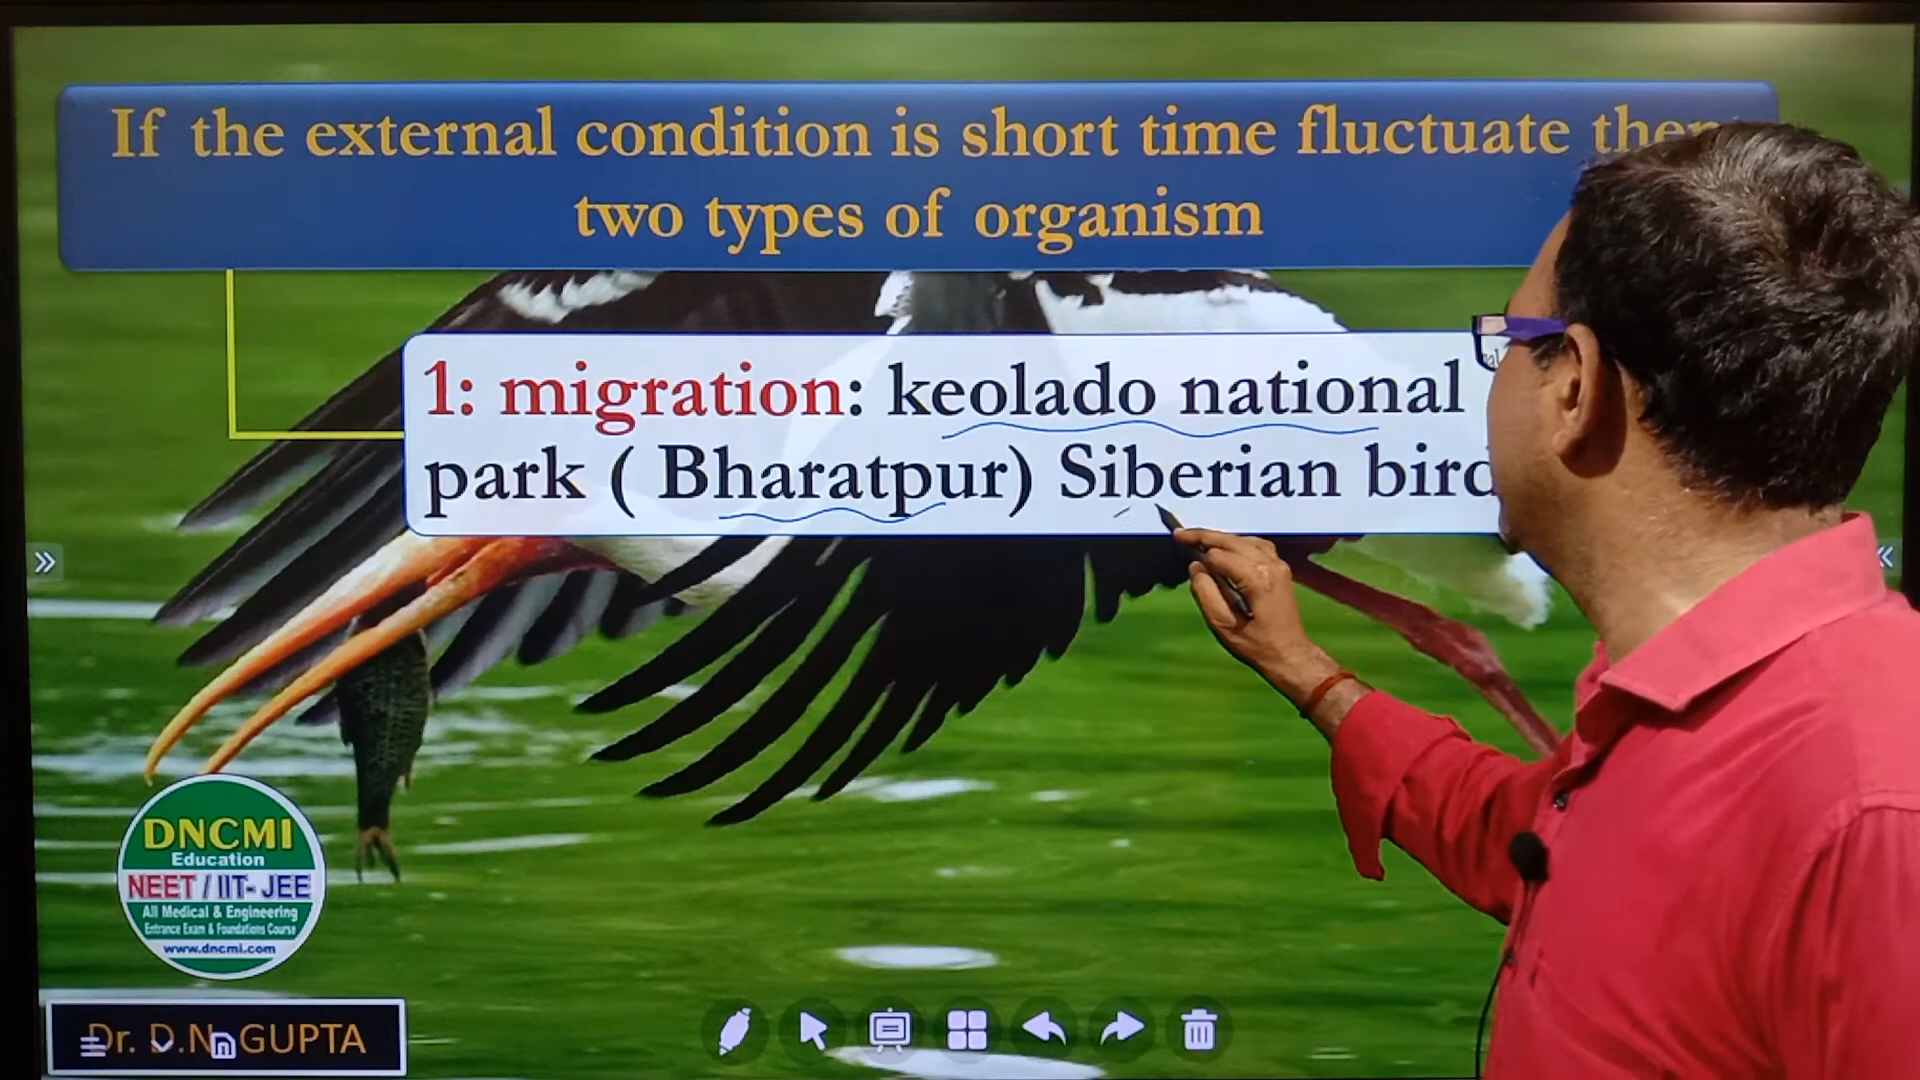 If the external condition is short time fluctuate then
two types of organism
1: migration: keolado national
park ( Bharatpur) Siberian bird
DNCMI
Education
NEET / IIT- JEE
All Medical & Engineering
Entrance Exam & Foundations Course
www.dncmi.com
Dr. D.N. GUPTA